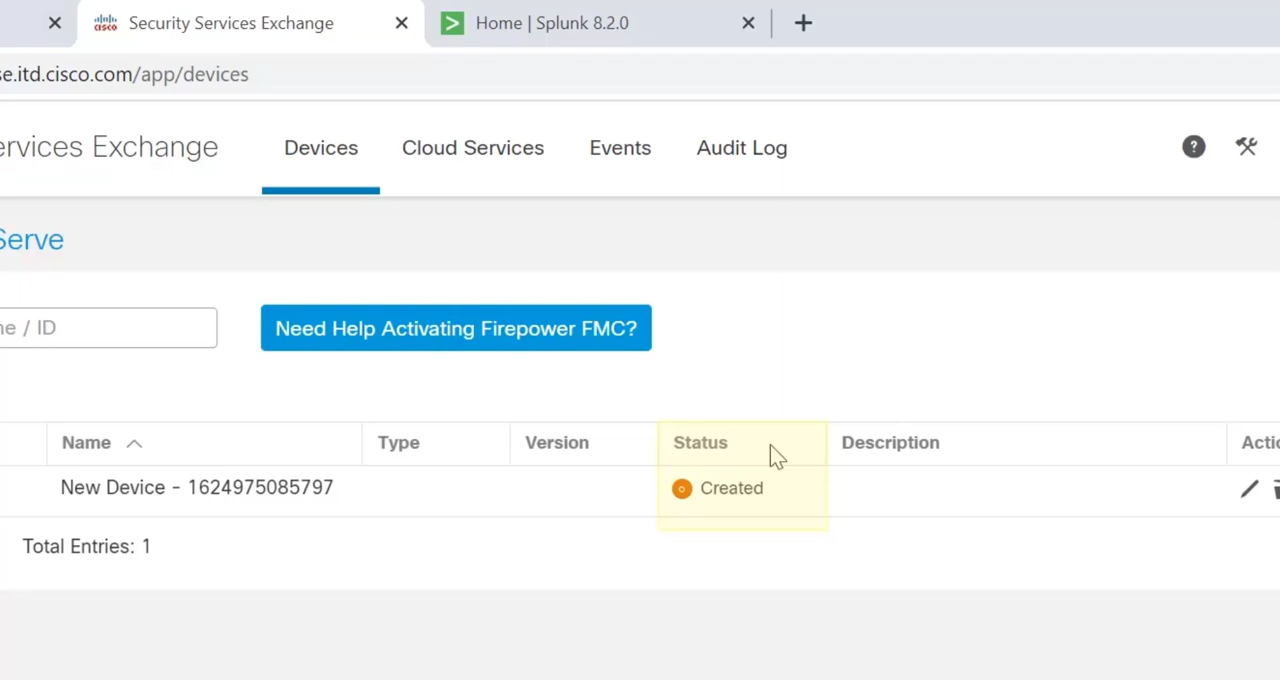 Security Services Exchange
Home | Splunk 8.2.0
se.itd.cisco.com/app/devices
ervices Exchange
Devices
Cloud Services
Events
Audit Log
?
Serve
ne / ID
Need Help Activating Firepower FMC?
Name
Type
Version
Status
Description
Actio
New Device - 1624975085797
Created
Total Entries: 1